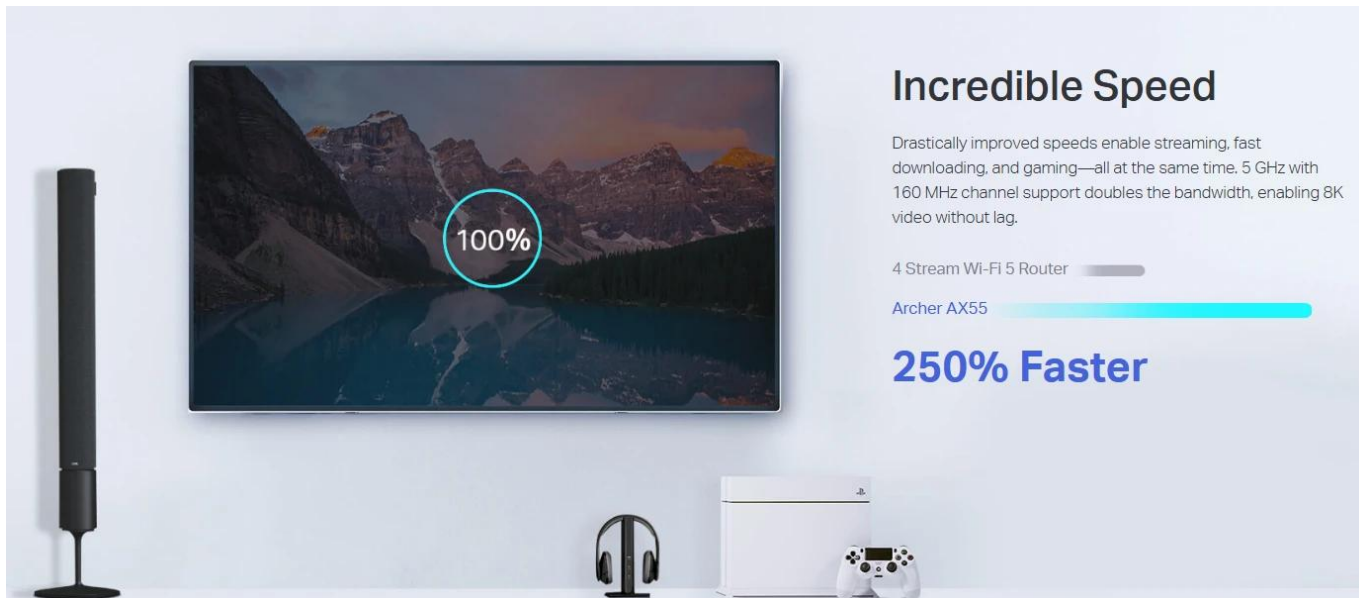 100%
Incredible Speed
Drastically improved speeds enable streaming, fast
downloading, and gaming—all at the same time. 5 GHz with
160 MHz channel support doubles the bandwidth, enabling 8K
video without lag.
4 Stream Wi-Fi 5 Router
Archer AX55
250% Faster